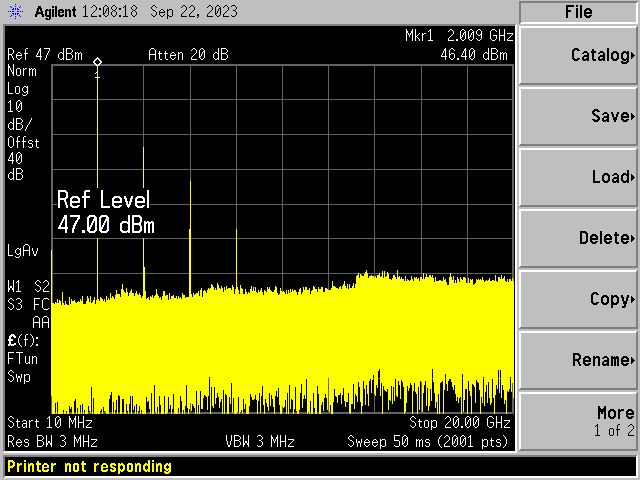 Agilent 12:08:18 Sep 22, 2023
File
Mkr1 2.009 GHz
Ref 47 dBm Atten 20 dB 46.40 dBm
Norm
Log
10
dB/
Offst
40
dB
1
Ref Level
47.00 dBm
LgAv
W1 S2
S3 FC
AA
£(f):
FTun
Swp
Start 10 MHz Stop 20.00 GHz
Res BW 3 MHz VBW 3 MHz Sweep 50 ms (2001 pts)
Printer not responding
Catalog
Save
Load
Delete
Copy
Rename
More
1 of 2